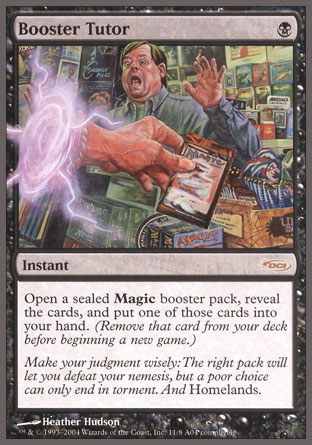 Booster Tutor
MAGIC
Instant
DCI
Open a sealed Magic booster pack, reveal
the cards, and put one of those cards into
your hand. (Remove that card from your deck
before beginning a new game.)
Make your judgment wisely: The right pack will
let you defeat your nemesis, but a poor choice
can only end in torment. And Homelands.
Heather Hudson
™ & © 1993–2004 Wizards of the Coast, Inc. 11/8